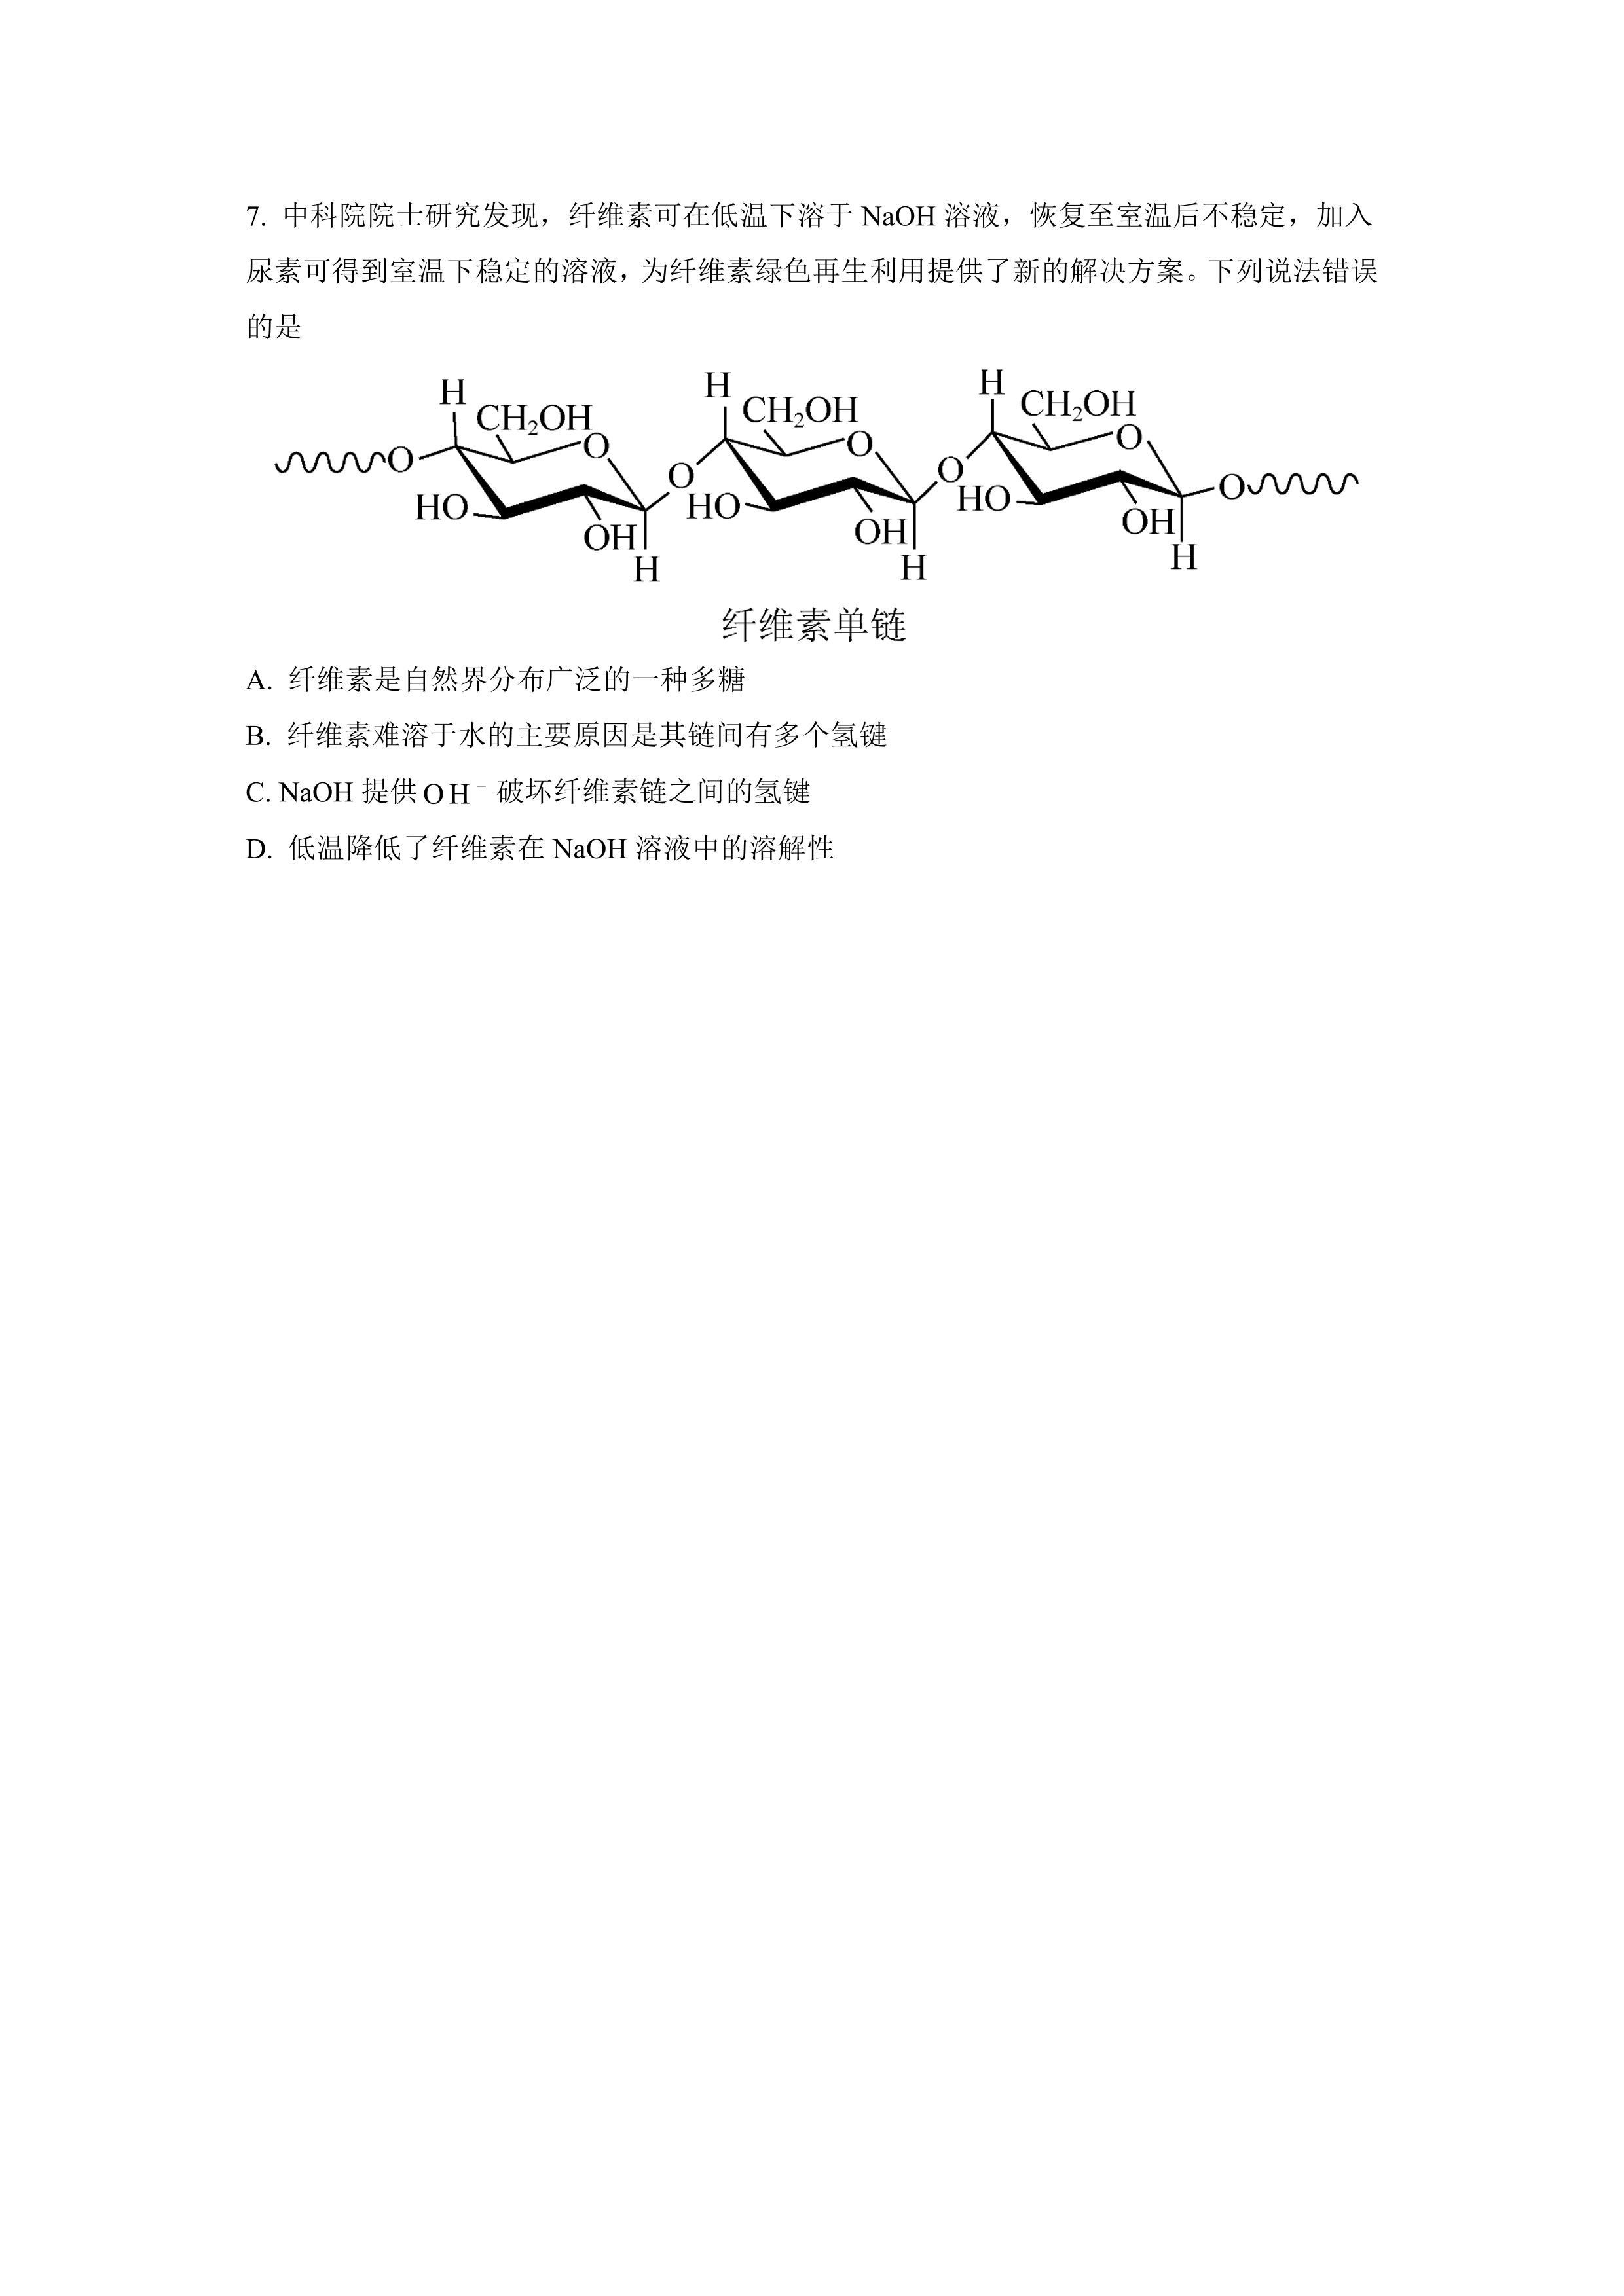 7. 中科院院士研究发现，纤维素可在低温下溶于 NaOH 溶液，恢复至室温后不稳定，加入
尿素可得到室温下稳定的溶液，为纤维素绿色再生利用提供了新的解决方案。下列说法错误
的是
H H H
CH₂OH CH₂OH CH₂OH
O O O O O O O
HO HO HO
OH OH OH
H H H
纤维素单链
A. 纤维素是自然界分布广泛的一种多糖
B. 纤维素难溶于水的主要原因是其链间有多个氢键
C. NaOH 提供 OH⁻ 破坏纤维素链之间的氢键
D. 低温降低了纤维素在 NaOH 溶液中的溶解性